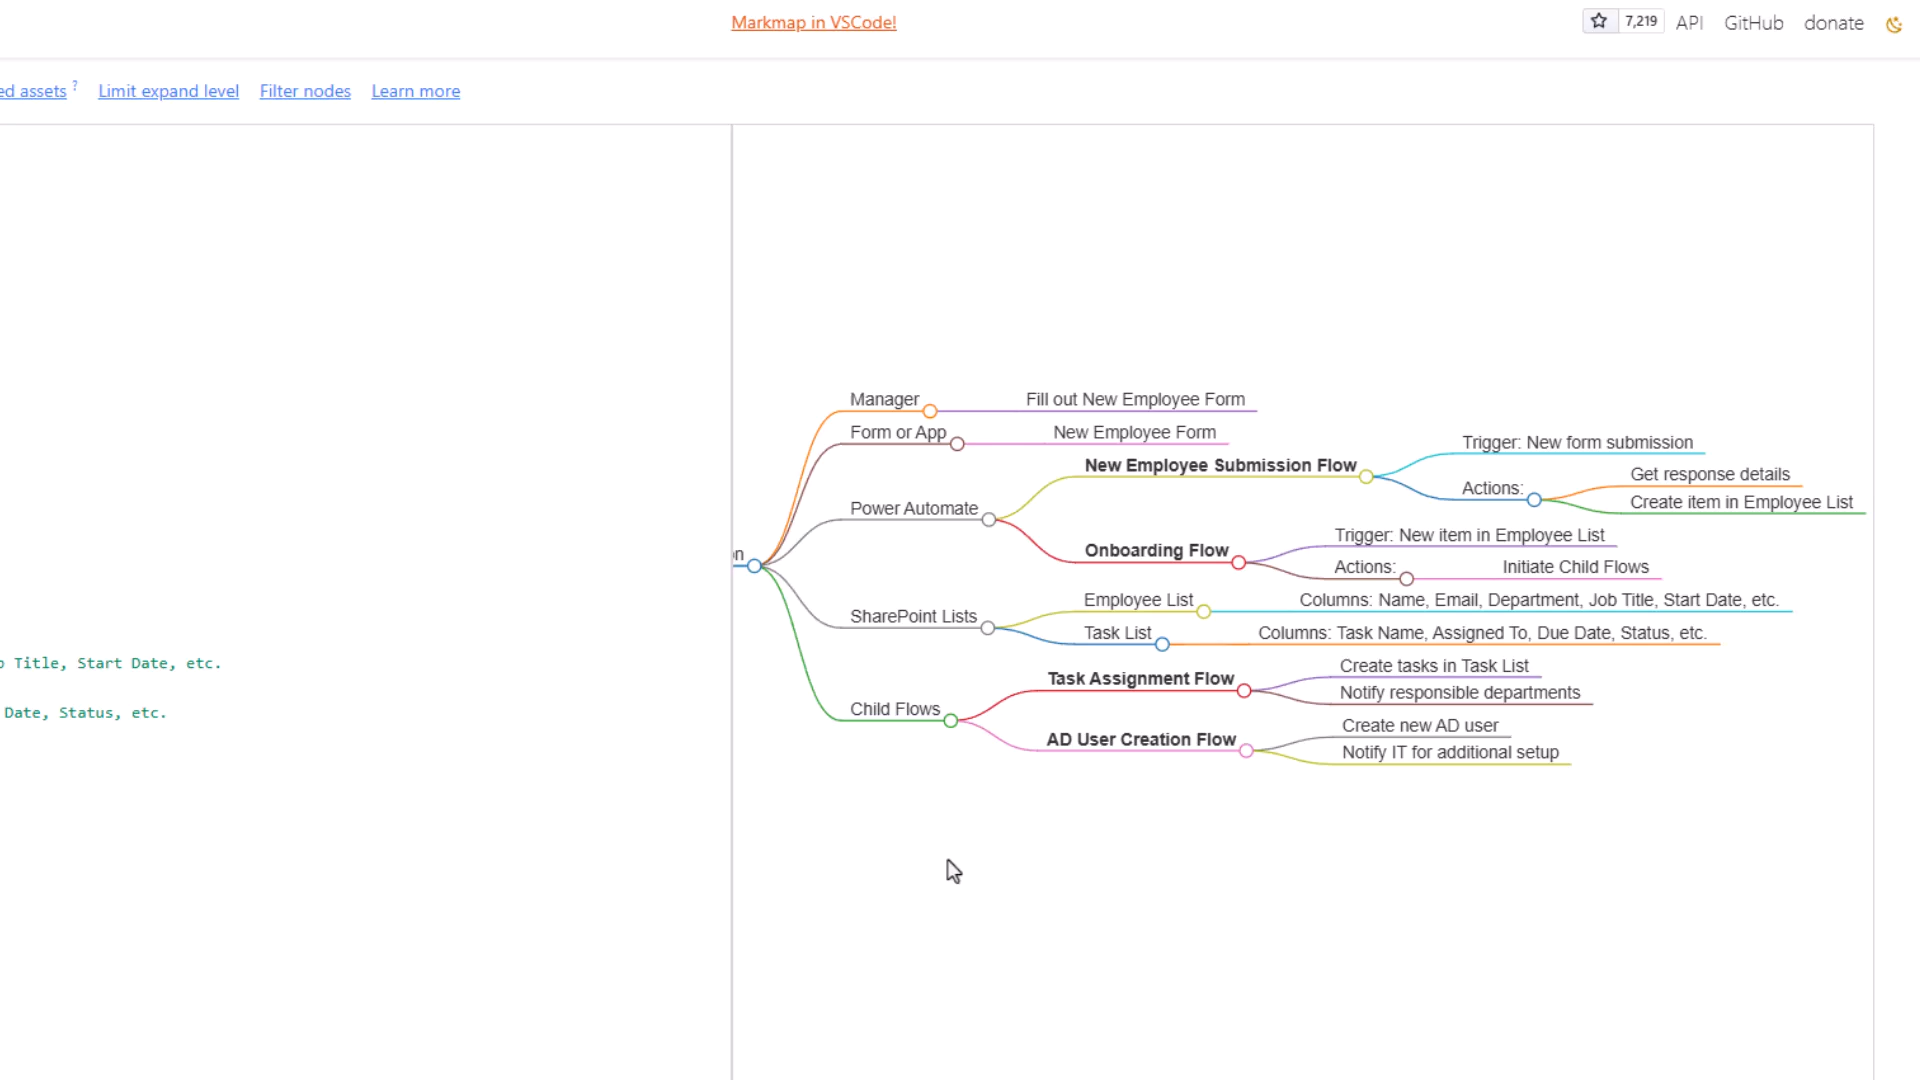 Markmap in VSCode!
7,219
API
GitHub
donate
ed assets ?
Limit expand level
Filter nodes
Learn more
Title, Start Date, etc.
Date, Status, etc.
on
Manager
Fill out New Employee Form
Form or App
New Employee Form
Power Automate
New Employee Submission Flow
Trigger: New form submission
Actions:
Get response details
Create item in Employee List
Onboarding Flow
Trigger: New item in Employee List
Actions:
Initiate Child Flows
SharePoint Lists
Employee List
Columns: Name, Email, Department, Job Title, Start Date, etc.
Task List
Columns: Task Name, Assigned To, Due Date, Status, etc.
Child Flows
Task Assignment Flow
Create tasks in Task List
Notify responsible departments
AD User Creation Flow
Create new AD user
Notify IT for additional setup